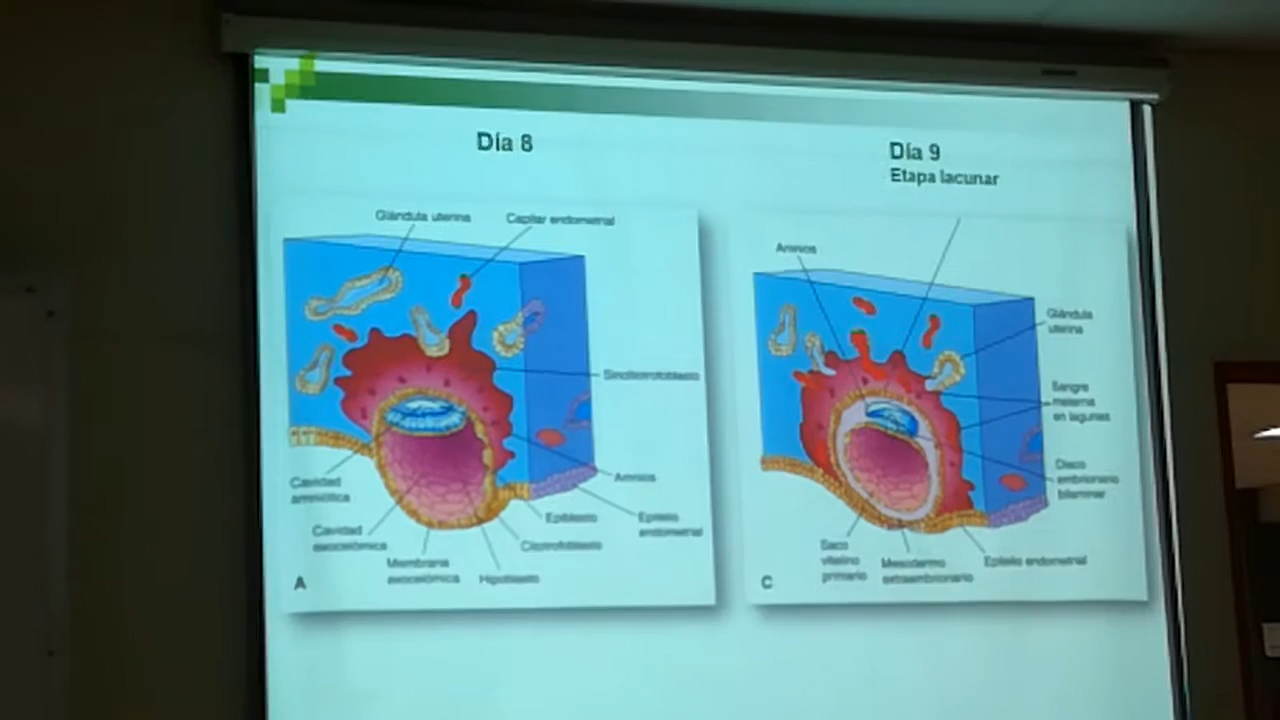 Día 8
Glándula uterina
Capilar endometrial
Sincitiotrofoblasto
Amnios
Epitelio
endometrial
Cavidad
amniótica
Cavidad
exocelómica
Membrana
exocelómica
Hipoblasto
Citotrofoblasto
Epiblasto
A
Día 9
Etapa lacunar
Amnios
Glándula
uterina
Sangre
materna
en lagunas
Disco
embrionario
bilaminar
Saco
vitelino
primario
Mesodermo
extraembrionario
Epitelio endometrial
C